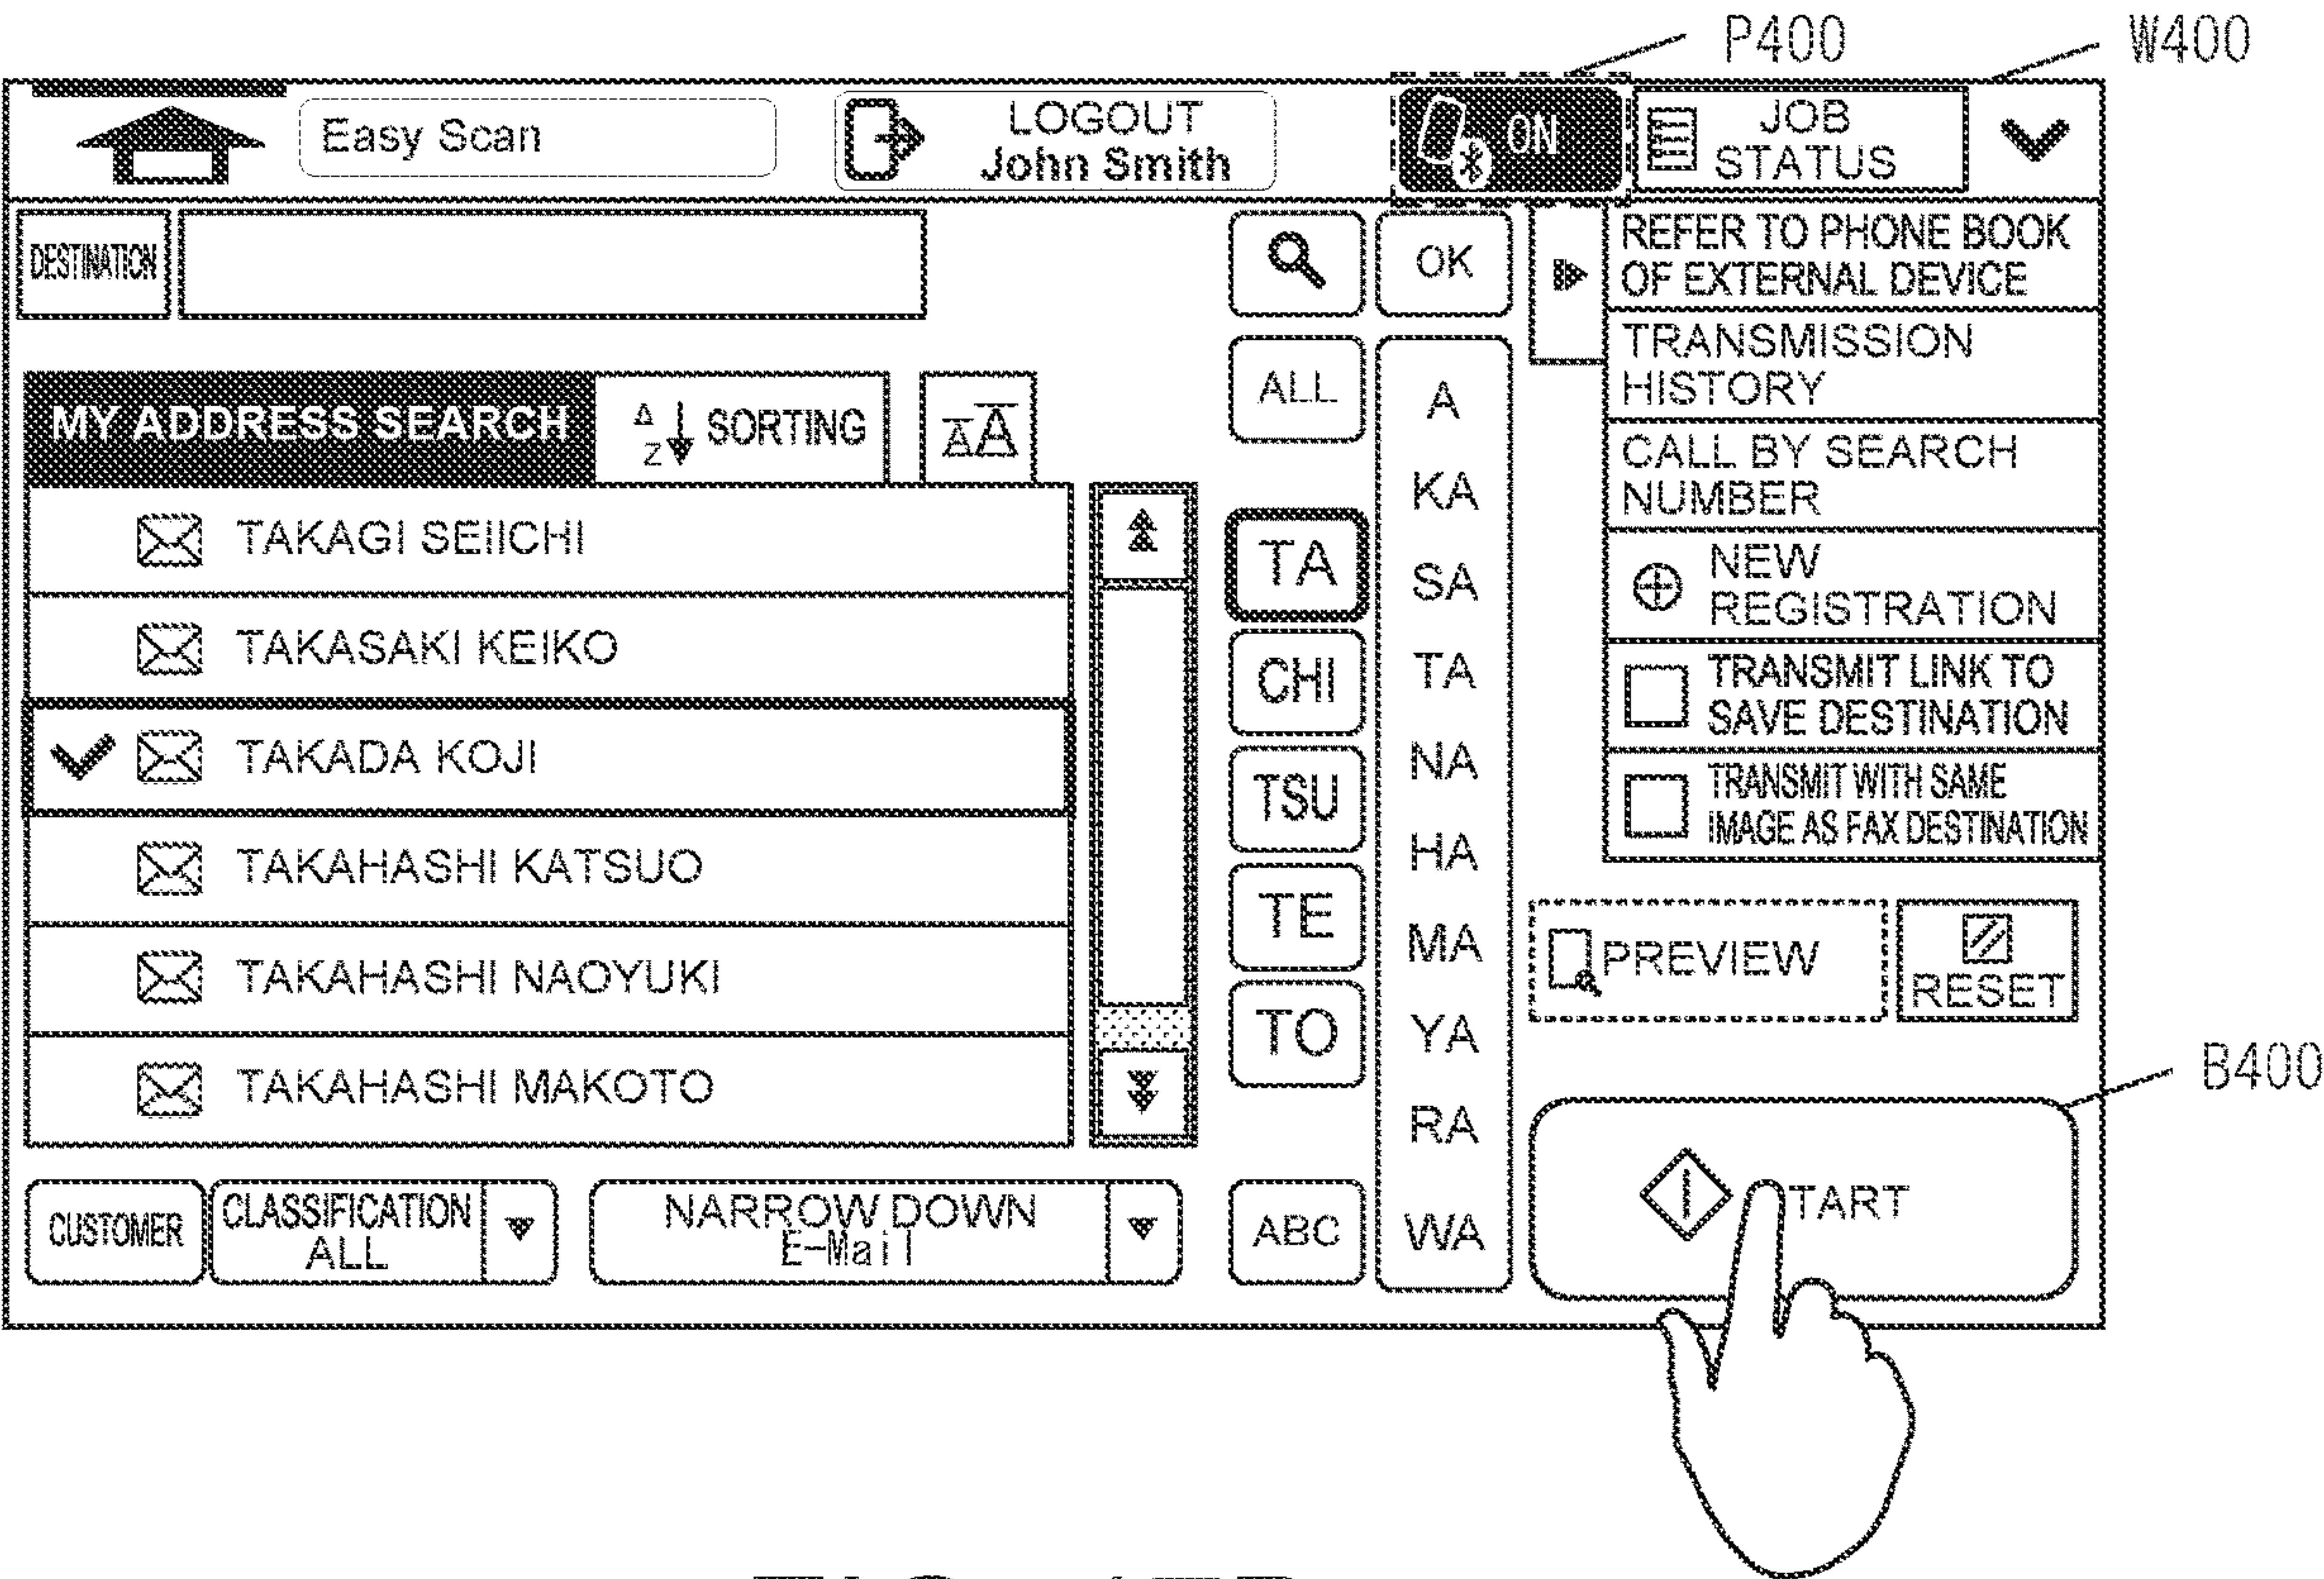 P400
W400
Easy Scan
LOGOUT
John Smith
ON
JOB
STATUS
DESTINATION
OK
REFER TO PHONE BOOK
OF EXTERNAL DEVICE
TRANSMISSION
HISTORY
CALL BY SEARCH
NUMBER
NEW
REGISTRATION
TRANSMIT LINK TO
SAVE DESTINATION
TRANSMIT WITH SAME
IMAGE AS FAX DESTINATION
MY ADDRESS SEARCH
A
Z
SORTING
AA
TAKAGI SEIICHI
TAKASAKI KEIKO
TAKADA KOJI
TAKAHASHI KATSUO
TAKAHASHI NAOYUKI
TAKAHASHI MAKOTO
ALL
TA
CHI
TSU
TE
TO
ABC
A
KA
SA
TA
NA
HA
MA
YA
RA
WA
PREVIEW
RESET
B400
TART
CUSTOMER
CLASSIFICATION
ALL
NARROW DOWN
E-Mail